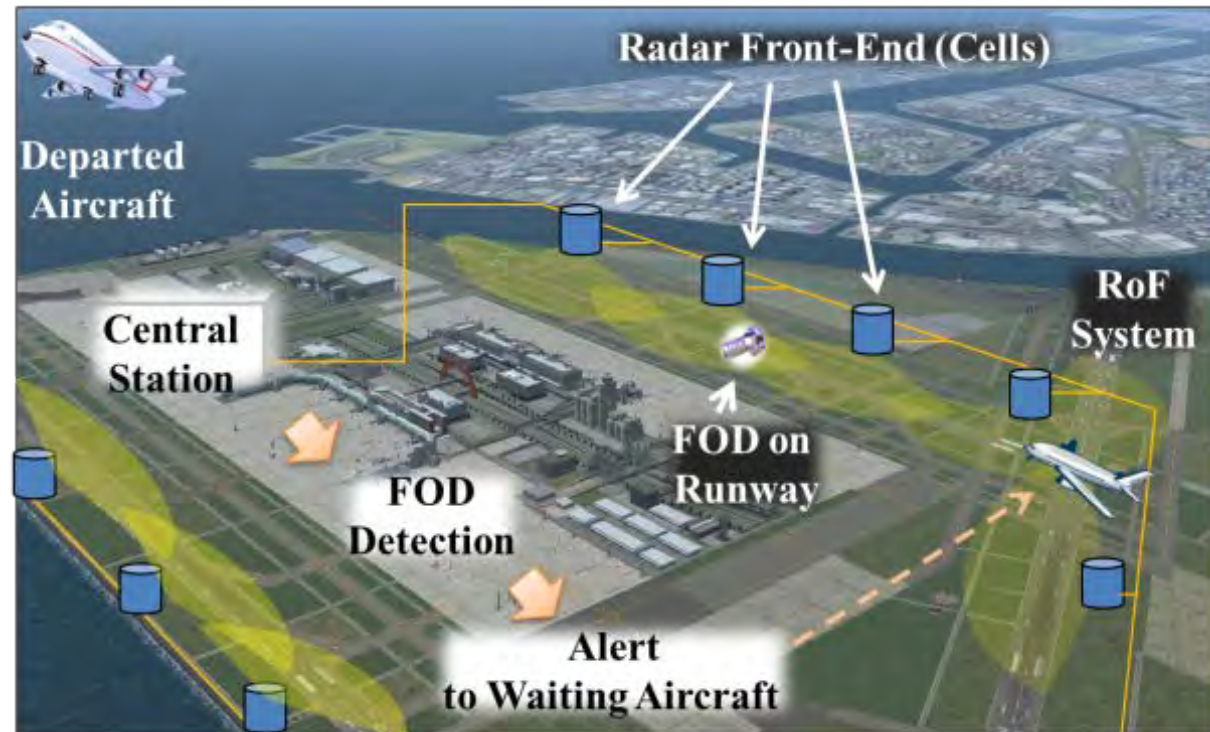 Radar Front-End (Cells)
Departed
Aircraft
RoF
System
Central
Station
FOD on
Runway
FOD
Detection
Alert
to Waiting Aircraft